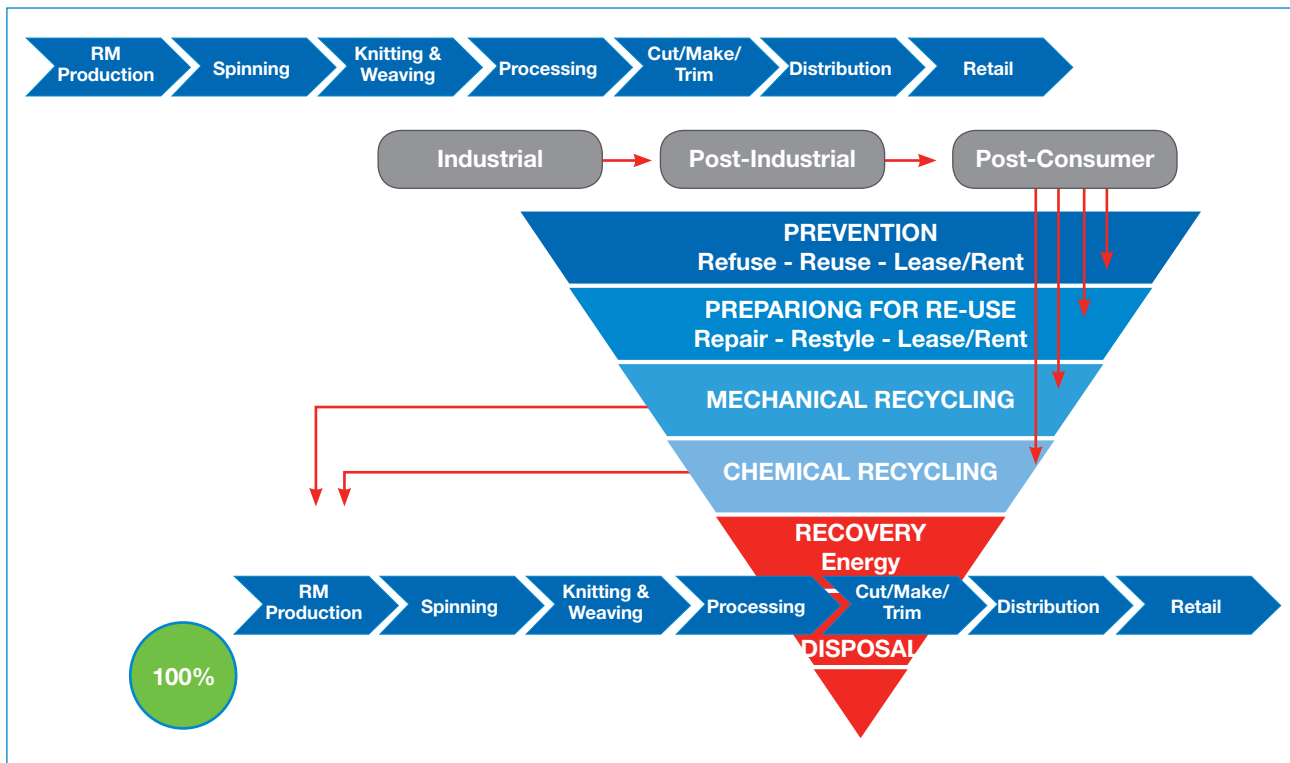 RM
Production
Spinning
Knitting &
Weaving
Processing
Cut/Make/
Trim
Distribution
Retail
Industrial
Post-Industrial
Post-Consumer
PREVENTION
Refuse - Reuse - Lease/Rent
PREPARIONG FOR RE-USE
Repair - Restyle - Lease/Rent
MECHANICAL RECYCLING
CHEMICAL RECYCLING
RECOVERY
Energy
RM
Production
Spinning
Knitting &
Weaving
Processing
Cut/Make/
Trim
Distribution
Retail
DISPOSAL
100%